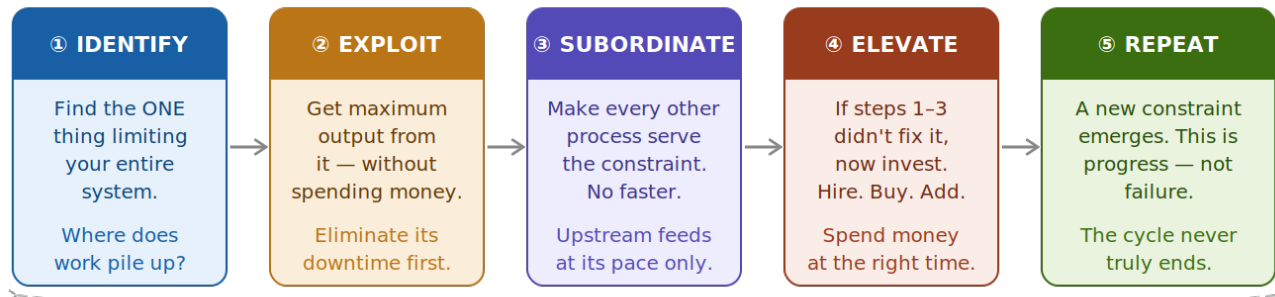 ① IDENTIFY
Find the ONE
thing limiting
your entire
system.
Where does
work pile up?
② EXPLOIT
Get maximum
output from
it — without
spending money.
Eliminate its
downtime first.
③ SUBORDINATE
Make every other
process serve
the constraint.
No faster.
Upstream feeds
at its pace only.
④ ELEVATE
If steps 1–3
didn't fix it,
now invest.
Hire. Buy. Add.
Spend money
at the right time.
⑤ REPEAT
A new constraint
emerges. This is
progress — not
failure.
The cycle never
truly ends.